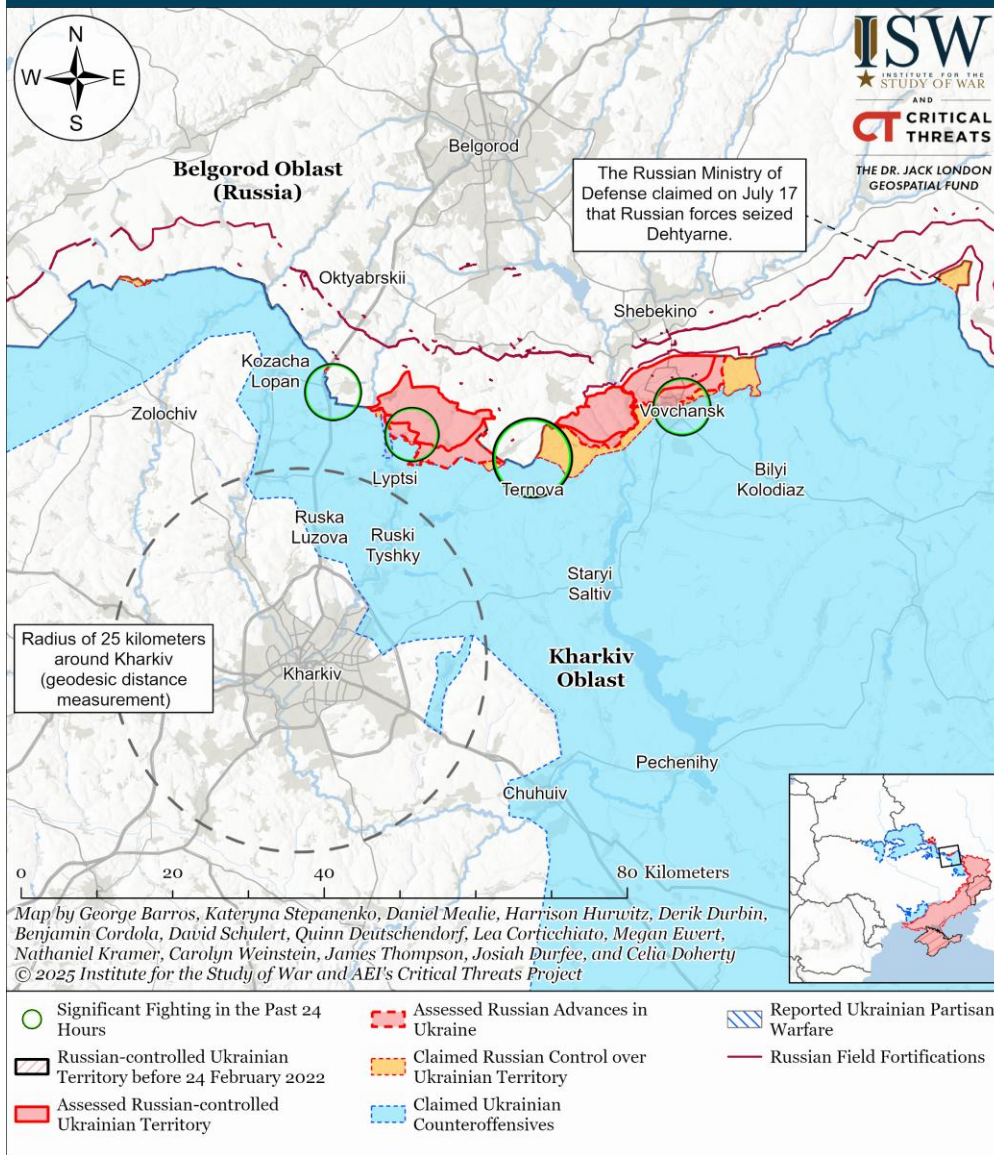 N
W E
S
ISW
INSTITUTE FOR THE
STUDY OF WAR
AND
CT CRITICAL
THREATS
THE DR. JACK LONDON
GEOSPATIAL FUND
Belgorod
Belgorod Oblast
(Russia)
The Russian Ministry of
Defense claimed on July 17
that Russian forces seized
Dehtyarne.
Oktyabrskii
Shebekino
Kozacha
Lopan
Zolochiv
Vovchansk
Lyptsi
Ternova
Bilyi
Kolodiaz
Ruska
Luzova
Ruski
Tyshky
Staryi
Saltiv
Radius of 25 kilometers
around Kharkiv
(geodesic distance
measurement)
Kharkiv
Kharkiv
Oblast
Pechenihy
Chuhuiv
0 20 40 80 Kilometers
Map by George Barros, Kateryna Stepanenko, Daniel Mealie, Harrison Hurwitz, Derik Durbin,
Benjamin Cordola, David Schulert, Quinn Deutschendorf, Lea Corticchiato, Megan Ewert,
Nathaniel Kramer, Carolyn Weinstein, James Thompson, Josiah Durfee, and Celia Doherty
© 2025 Institute for the Study of War and AEI's Critical Threats Project
Significant Fighting in the Past 24
Hours
Russian-controlled Ukrainian
Territory before 24 February 2022
Assessed Russian-controlled
Ukrainian Territory
Assessed Russian Advances in
Ukraine
Claimed Russian Control over
Ukrainian Territory
Claimed Ukrainian
Counteroffensives
Reported Ukrainian Partisan
Warfare
Russian Field Fortifications